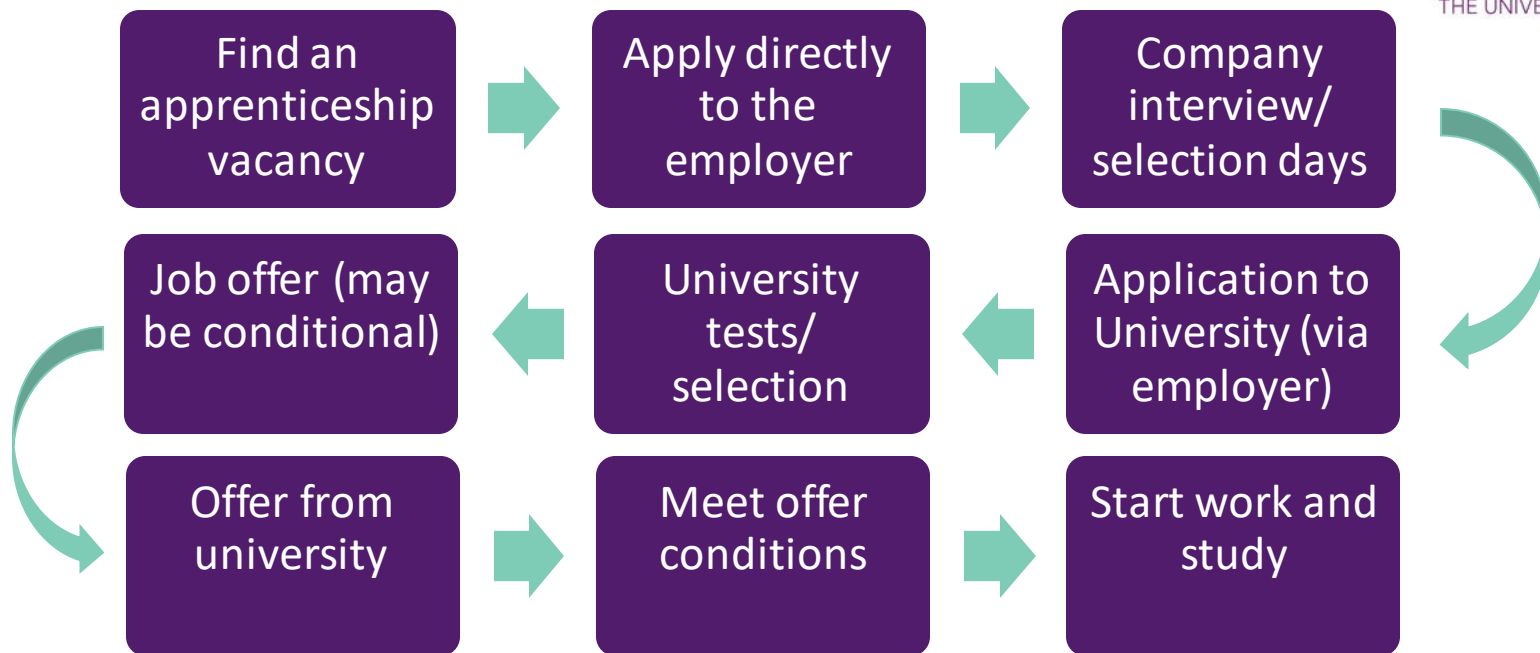 THE UNIVE
Find an
apprenticeship
vacancy
Apply directly
to the
employer
Company
interview/
selection days
Application to
University (via
employer)
University
tests/
selection
Job offer (may
be conditional)
Offer from
university
Meet offer
conditions
Start work and
study